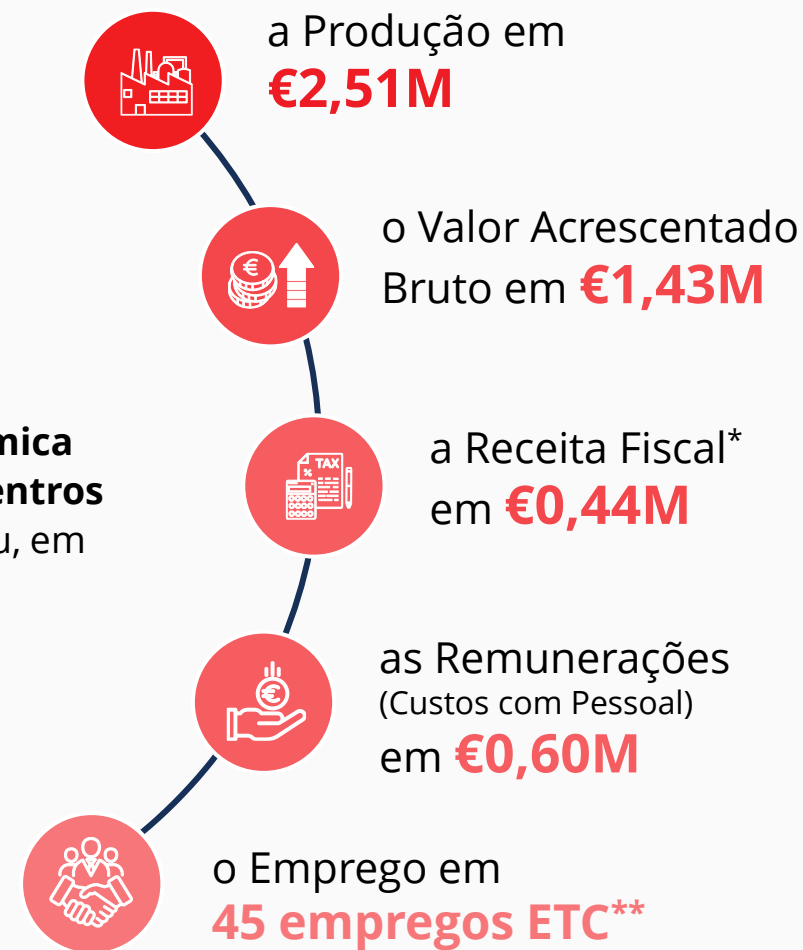 a Produção em
€2,51M
o Valor Acrescentado
Bruto em €1,43M
a Receita Fiscal*
em €0,44M
TAX
as Remunerações
(Custos com Pessoal)
em €0,60M
o Emprego em
45 empregos ETC**
mica
entros
u, em